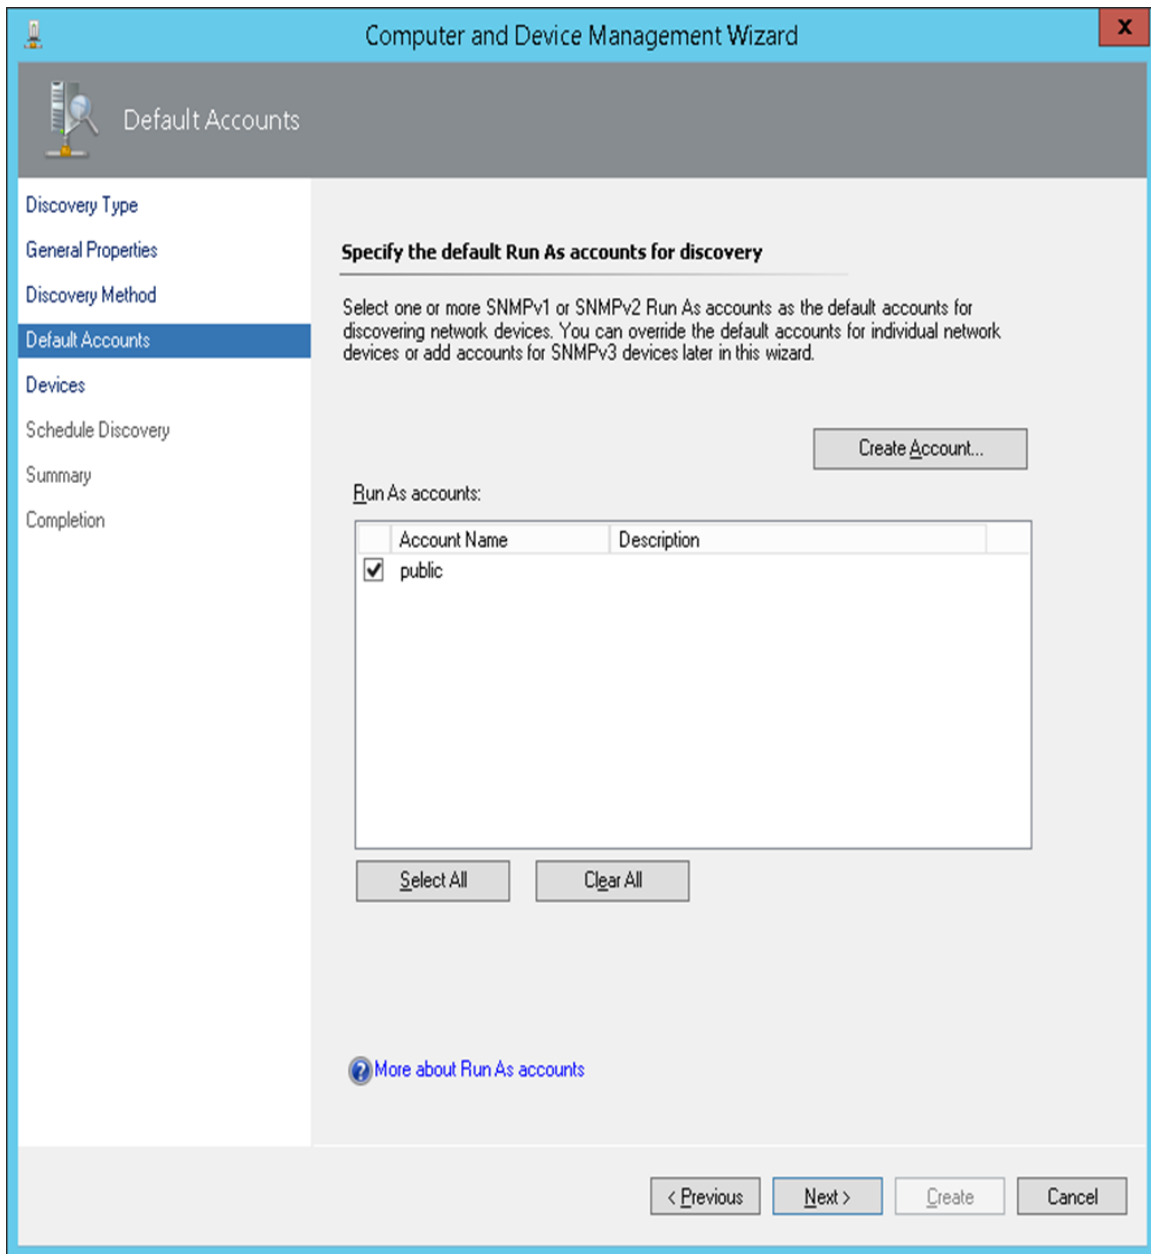 Computer and Device Management Wizard
x
Default Accounts
Discovery Type
General Properties
Discovery Method
Default Accounts
Devices
Schedule Discovery
Summary
Completion
Specify the default Run As accounts for discovery
Select one or more SNMPv1 or SNMPv2 Run As accounts as the default accounts for
discovering network devices. You can override the default accounts for individual network
devices or add accounts for SNMPv3 devices later in this wizard.
Create Account...
Run As accounts:
Account Name Description
public
Select All Clear All
? More about Run As accounts
< Previous Next > Create Cancel